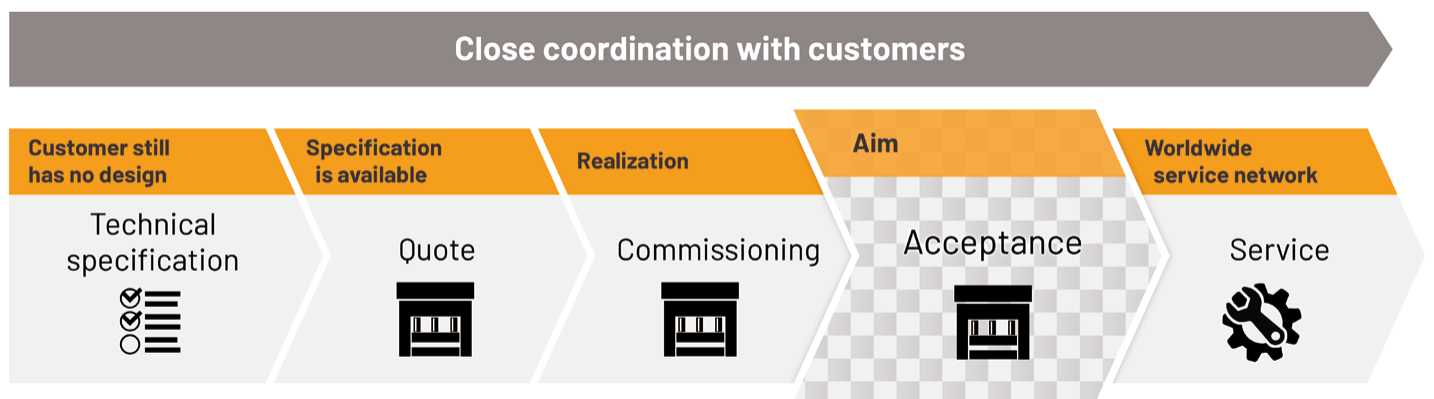 Close coordination with customers
Customer still
has no design
Technical
specification
Specification
is available
Quote
Realization
Commissioning
Aim
Acceptance
Worldwide
service network
Service